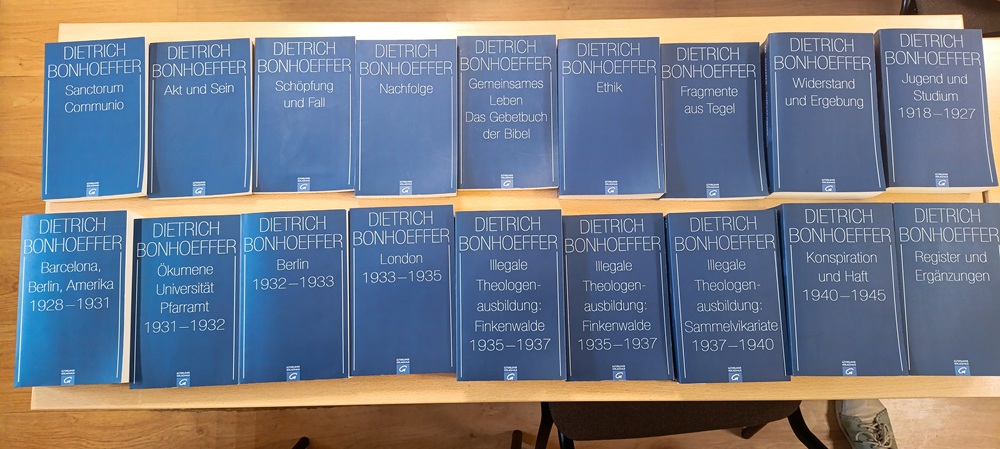 DIETRICH
BONHOEFFER
Sanctorum
Communio
DIETRICH
BONHOEFFER
Akt und Sein
DIETRICH
BONHOEFFER
Schöpfung
und Fall
DIETRICH
BONHOEFFER
Nachfolge
DIETRICH
BONHOEFFER
Gemeinsames
Leben
Das Gebetbuch
der Bibel
DIETRICH
BONHOEFFER
Ethik
DIETRICH
BONHOEFFER
Fragmente
aus Tegel
DIETRICH
BONHOEFFER
Widerstand
und Ergebung
DIETRICH
BONHOEFFER
Jugend und
Studium
1918–1927
DIETRICH
BONHOEFFER
Barcelona,
Berlin, Amerika
1928–1931
DIETRICH
BONHOEFFER
Ökumene
Universität
Pfarramt
1931–1932
DIETRICH
BONHOEFFER
Berlin
1932–1933
DIETRICH
BONHOEFFER
London
1933–1935
DIETRICH
BONHOEFFER
Illegale
Theologen-
ausbildung:
Finkenwalde
1935–1937
DIETRICH
BONHOEFFER
Illegale
Theologen-
ausbildung:
Finkenwalde
1935–1937
DIETRICH
BONHOEFFER
Illegale
Theologen-
ausbildung:
Sammelvikariate
1937–1940
DIETRICH
BONHOEFFER
Konspiration
und Haft
1940–1945
DIETRICH
BONHOEFFER
Register und
Ergänzungen